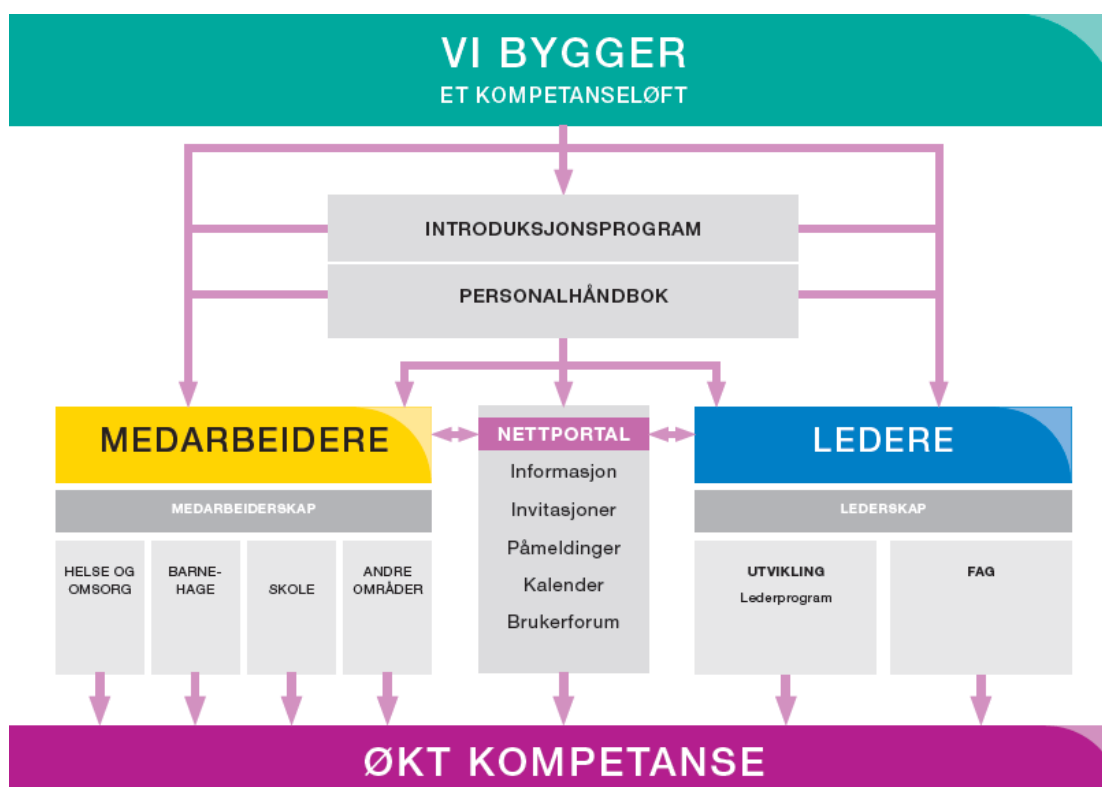 VI BYGGER
ET KOMPETANSELØFT
INTRODUKSJONSPROGRAM
PERSONALHÅNDBOK
MEDARBEIDERE
MEDARBEIDERSKAP
HELSE OG
OMSORG
BARNE-
HAGE
SKOLE
ANDRE
OMRÅDER
NETTPORTAL
Informasjon
Invitasjoner
Påmeldinger
Kalender
Brukerforum
LEDERE
LEDERSKAP
UTVIKLING
Lederprogram
FAG
ØKT KOMPETANSE